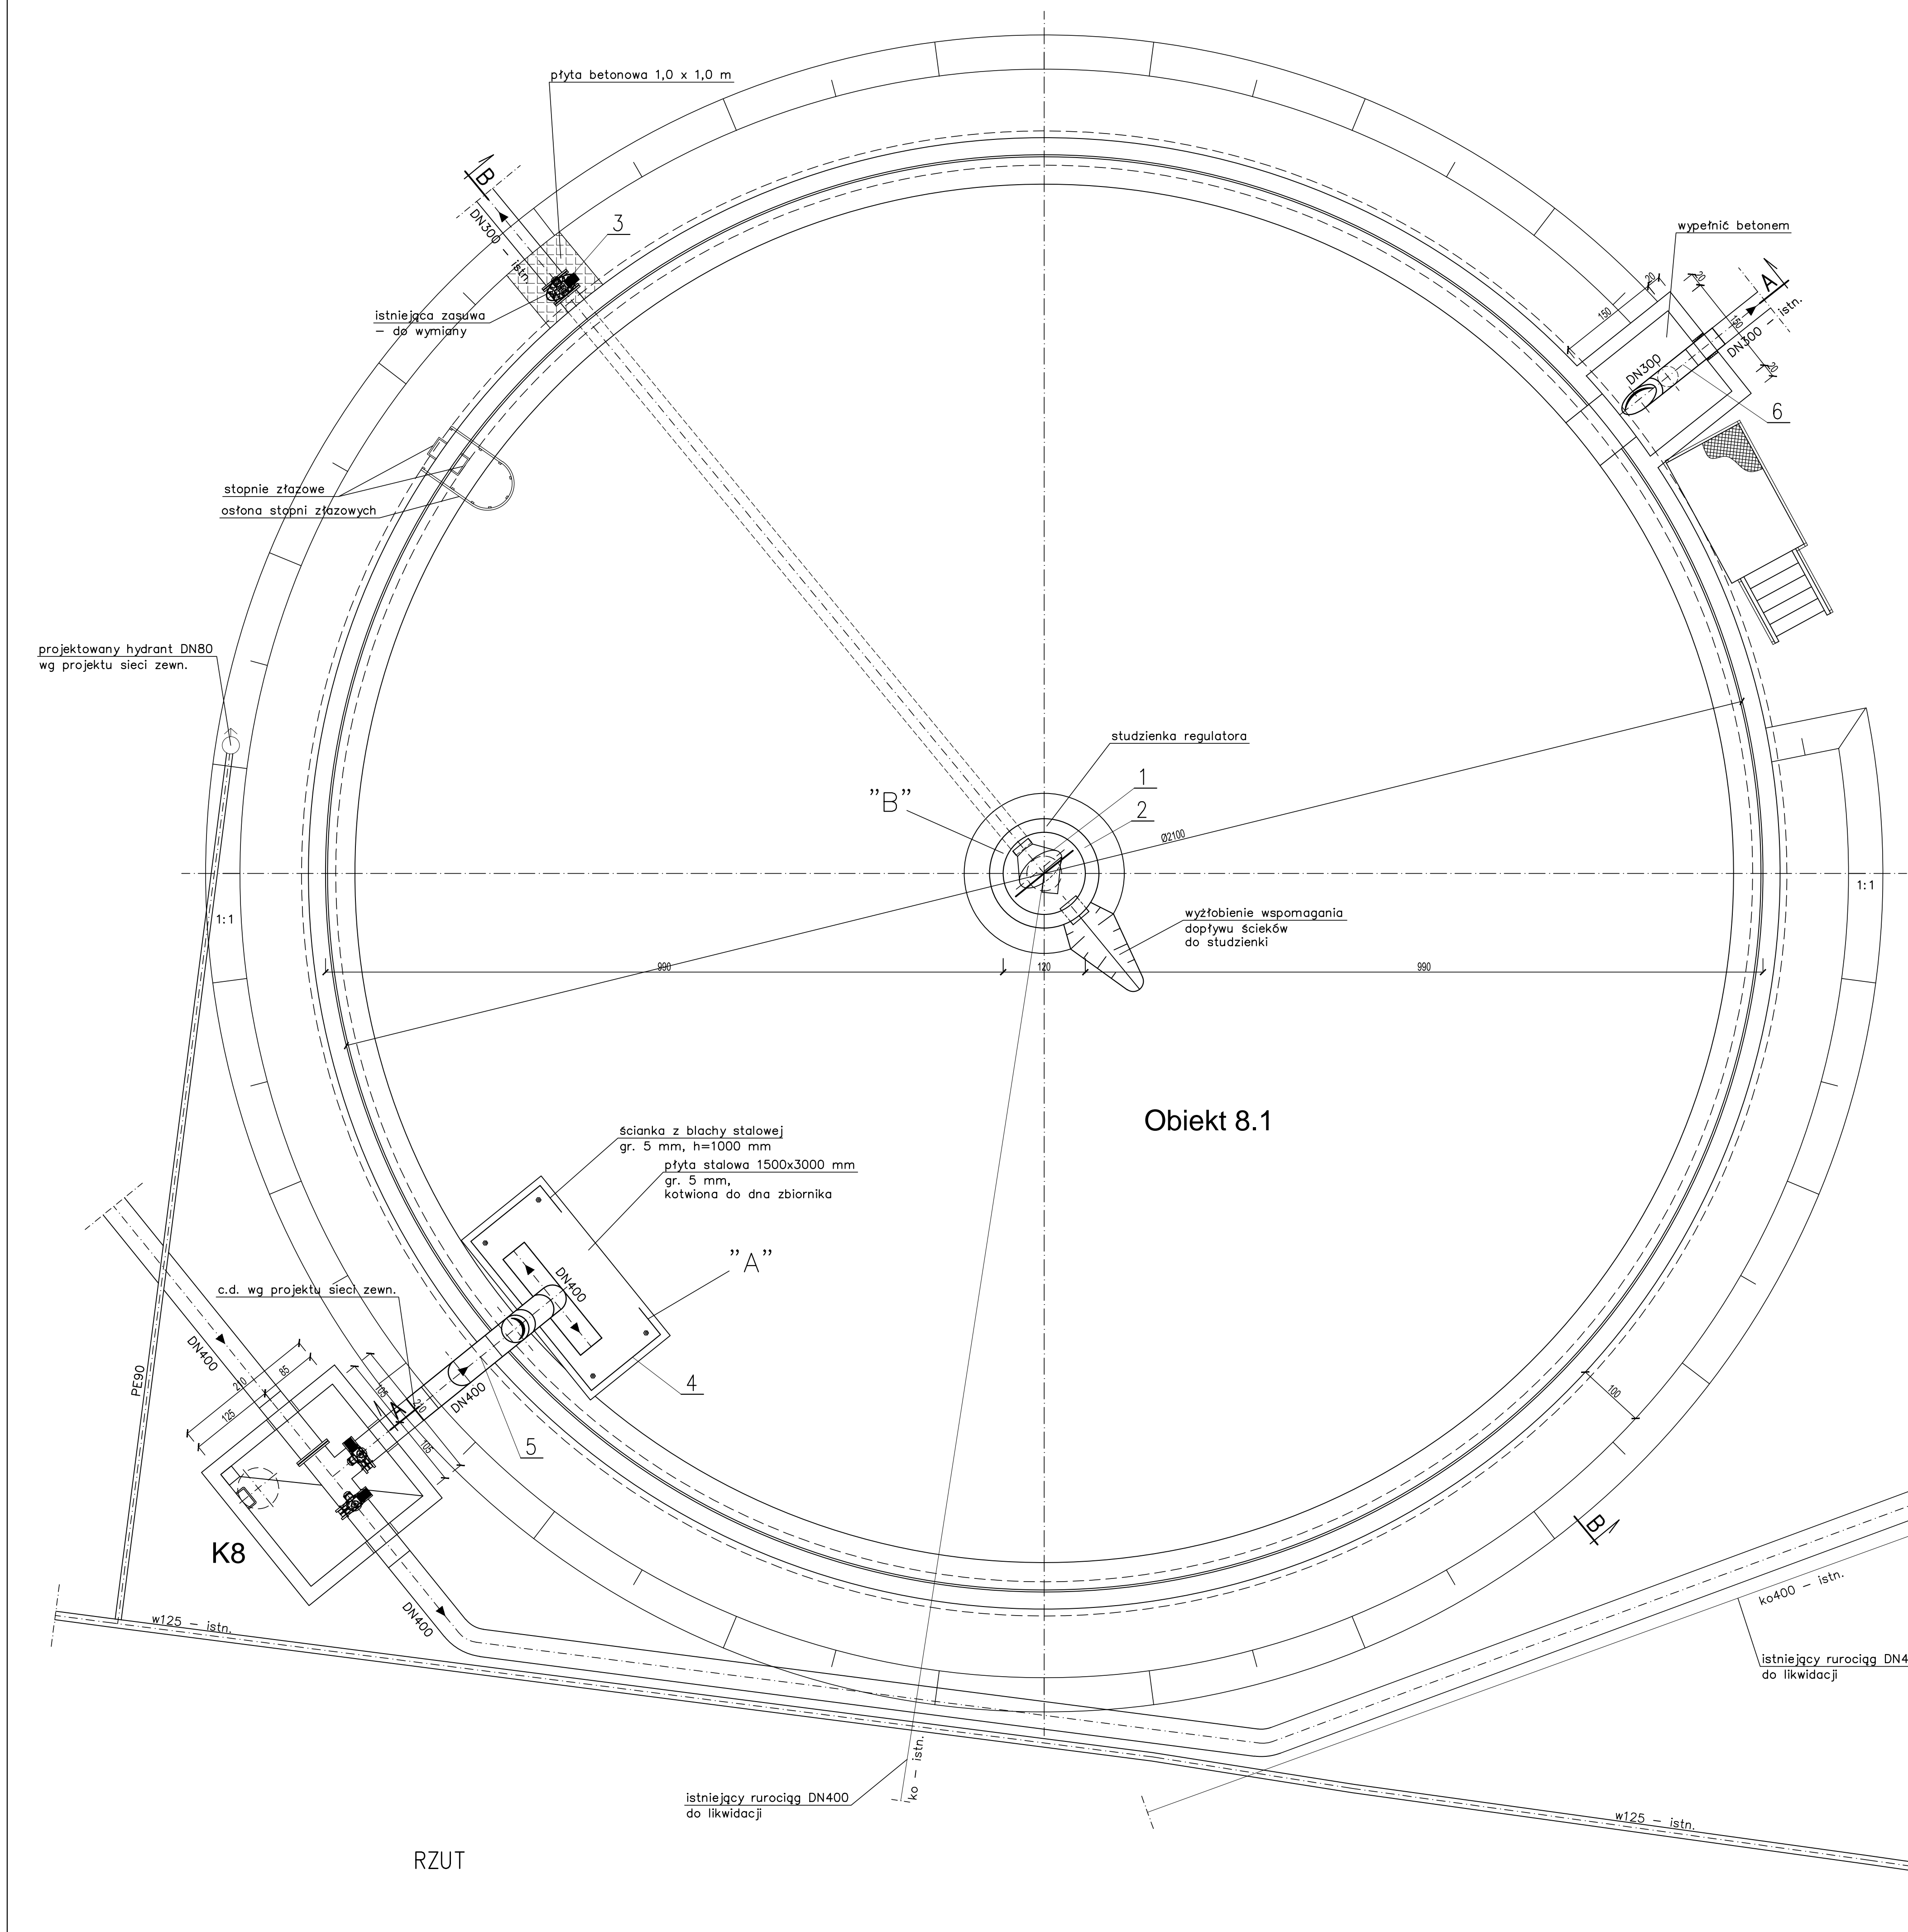 płyta betonowa 1,0 x 1,0 m
B
3
DN300 - istn.
wypełnić betonem
A
20
20
150
150
20
DN300 - istn.
DN300
6
istniejąca zasuwa
- do wymiany
stopnie złazowe
osłona stopni złazowych
projektowany hydrant DN80
wg projektu sieci zewn.
studzienka regulatora
1
"B"
2
Ø2100
1:1
1:1
wyżłobienie wspomagania
dopływu ścieków
do studzienki
990
120
990
Obiekt 8.1
ścianka z blachy stalowej
gr. 5 mm, h=1000 mm
płyta stalowa 1500x3000 mm
gr. 5 mm,
kotwiona do dna zbiornika
"A"
DN400
c.d. wg projektu sieci zewn.
DN400
PE90
210
85
125
105
210
105
A
DN400
4
5
100
K8
B
DN400
w125 - istn.
ko400 - istn.
istniejący rurociąg DN4
do likwidacji
ko - istn.
istniejący rurociąg DN400
do likwidacji
w125 - istn.
RZUT